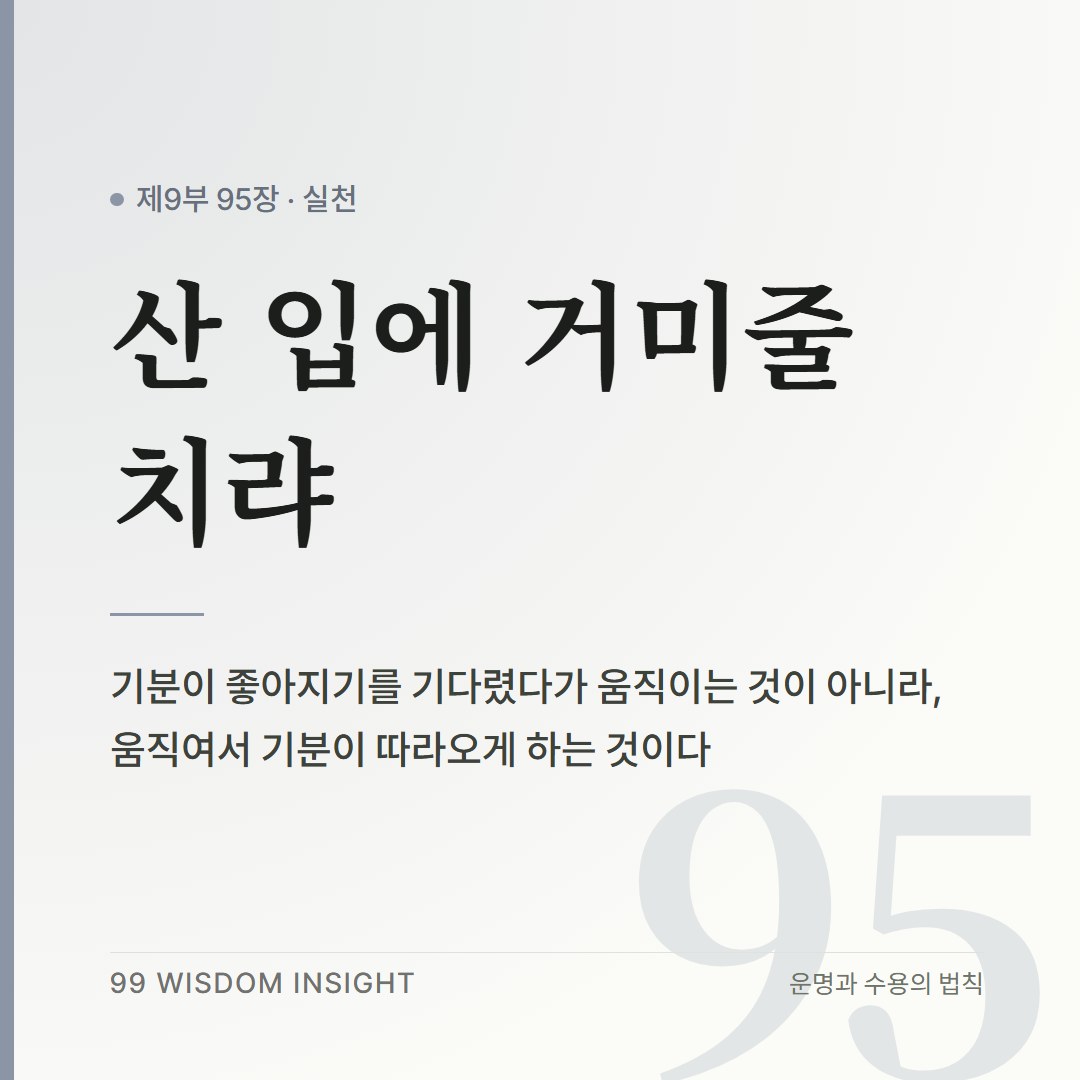 제9부 95장 · 실천
산 입에 거미줄
치랴
기분이 좋아지기를 기다렸다가 움직이는 것이 아니라,
움직여서 기분이 따라오게 하는 것이다
95
99 WISDOM INSIGHT
운명과 수용의 법칙